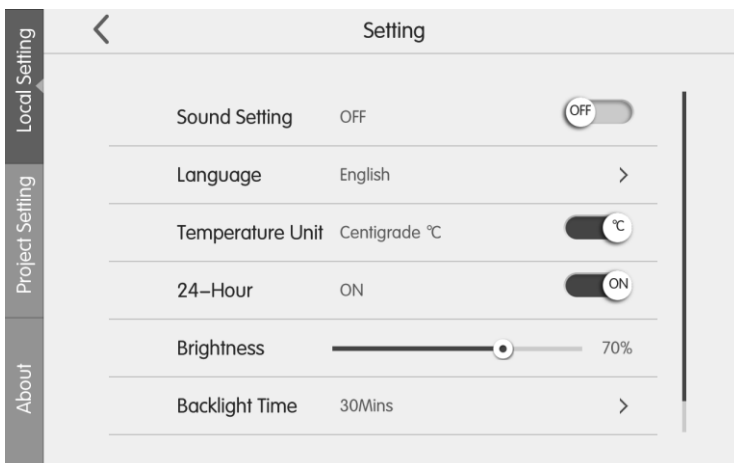 Setting
Local Setting
Project Setting
About
Sound Setting OFF OFF
Language English
Temperature Unit Centigrade ℃ ℃
24-Hour ON ON
Brightness 70%
Backlight Time 30Mins